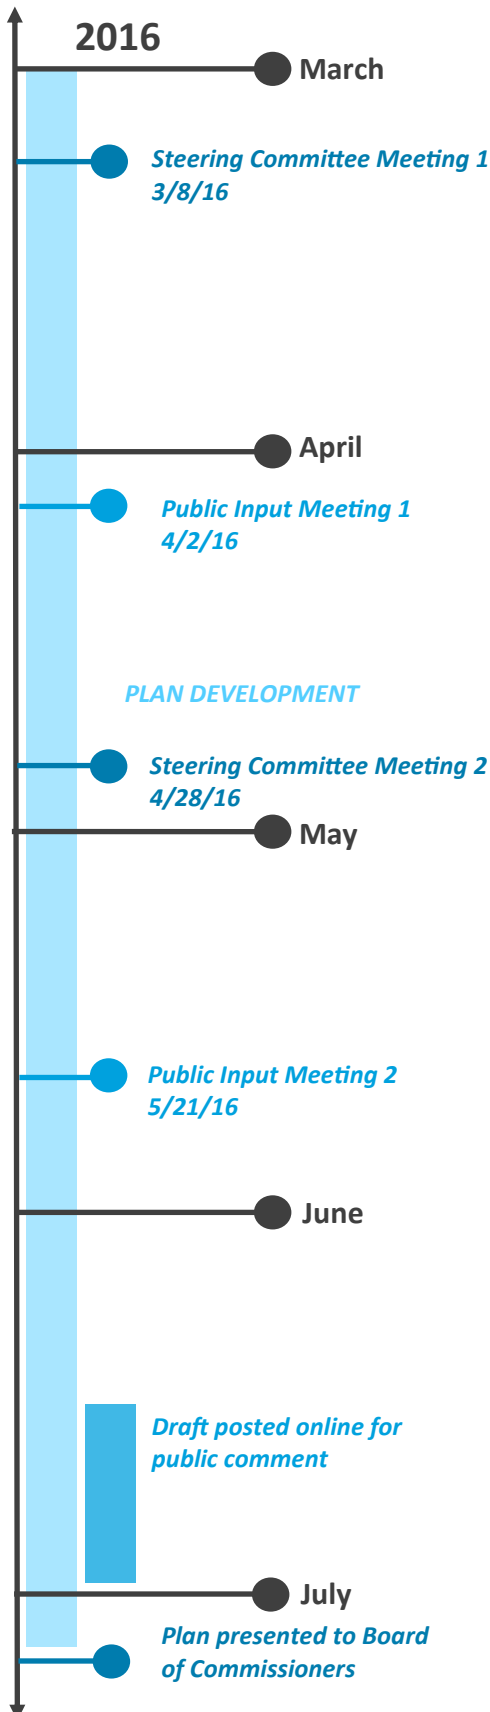 2016
March
Steering Committee Meeting 1
3/8/16
April
Public Input Meeting 1
4/2/16
PLAN DEVELOPMENT
Steering Committee Meeting 2
4/28/16
May
Public Input Meeting 2
5/21/16
June
Draft posted online for
public comment
July
Plan presented to Board
of Commissioners